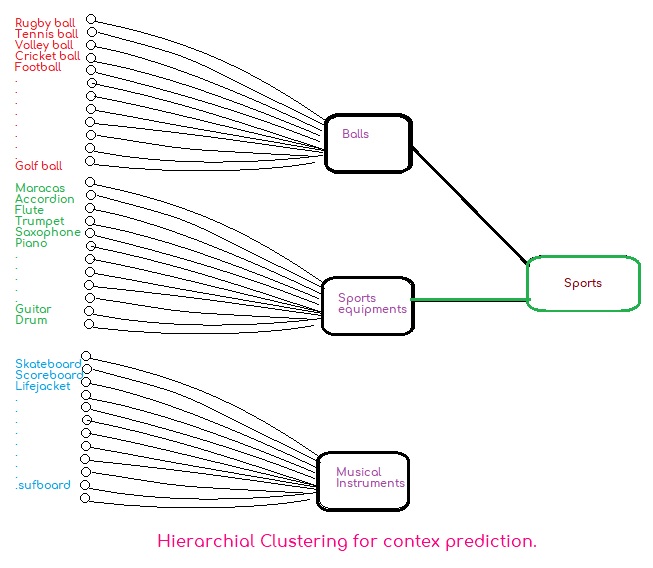 Rugby ball
Tennis ball
Volley ball
Cricket ball
Football
.
.
.
.
.
.
.
Golf ball
Balls
Maracas
Accordion
Flute
Trumpet
Saxophone
Piano
.
.
.
.
Guitar
Drum
Sports
equipments
Sports
Skateboard
Scoreboard
Lifejacket
.
.
.
.
.
.
.
.sufboard
Musical
Instruments
Hierarchial Clustering for contex prediction.